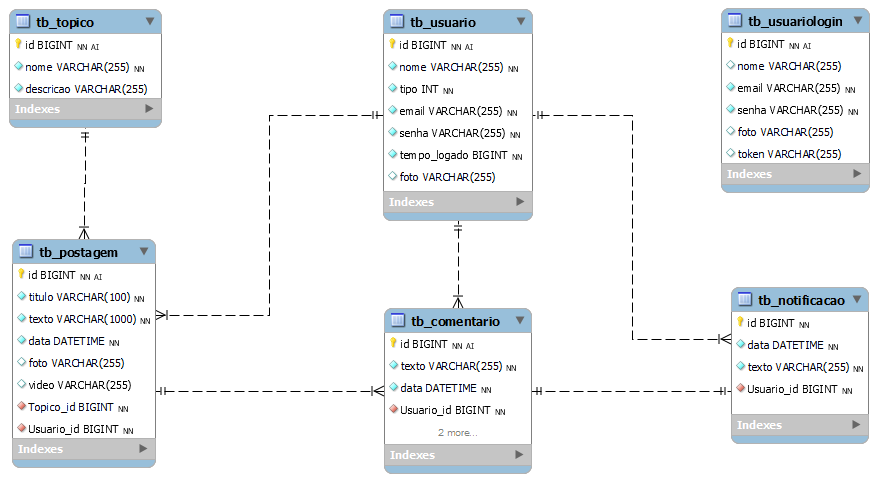 tb_topico
id BIGINT NN AI
nome VARCHAR(255) NN
descricao VARCHAR(255)
Indexes
tb_usuario
id BIGINT NN AI
nome VARCHAR(255) NN
tipo INT NN
email VARCHAR(255) NN
senha VARCHAR(255) NN
tempo_logado BIGINT NN
foto VARCHAR(255)
Indexes
tb_usuariologin
id BIGINT NN AI
nome VARCHAR(255)
email VARCHAR(255) NN
senha VARCHAR(255) NN
foto VARCHAR(255)
token VARCHAR(255)
Indexes
tb_postagem
id BIGINT NN AI
titulo VARCHAR(100) NN
texto VARCHAR(1000) NN
data DATETIME NN
foto VARCHAR(255)
video VARCHAR(255)
Topico_id BIGINT NN
Usuario_id BIGINT NN
Indexes
tb_comentario
id BIGINT NN AI
texto VARCHAR(255) NN
data DATETIME NN
Usuario_id BIGINT NN
2 more...
Indexes
tb_notificacao
id BIGINT NN
data DATETIME NN
texto VARCHAR(255) NN
Usuario_id BIGINT NN
Indexes